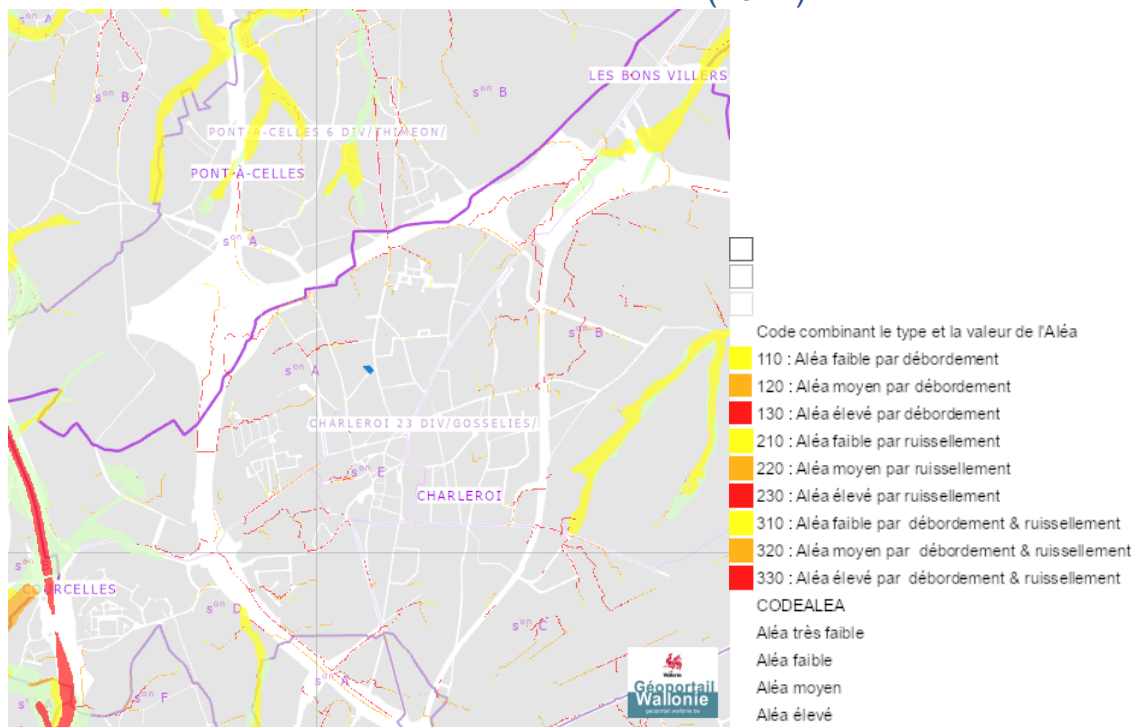 sᵒⁿ A
LES BONS VILLERS
sᵒⁿ B
sᵒⁿ B
PONT-A-CELLES 6 DIV/THIMEON/
PONT-À-CELLES
sᵒⁿ A
sᵒⁿ B
sᵒⁿ A
CHARLEROI 23 DIV/GOSSELIES/
sᵒⁿ E
CHARLEROI
COURCELLES
sᵒⁿ D
sᵒⁿ C
sᵒⁿ A
sᵒⁿ F
sᵒⁿ A
Wallonie
Géoportail
Wallonie
geoportail.wallonie.be
Code combinant le type et la valeur de l'Aléa
110 : Aléa faible par débordement
120 : Aléa moyen par débordement
130 : Aléa élevé par débordement
210 : Aléa faible par ruissellement
220 : Aléa moyen par ruissellement
230 : Aléa élevé par ruissellement
310 : Aléa faible par débordement & ruissellement
320 : Aléa moyen par débordement & ruissellement
330 : Aléa élevé par débordement & ruissellement
CODEALEA
Aléa très faible
Aléa faible
Aléa moyen
Aléa élevé